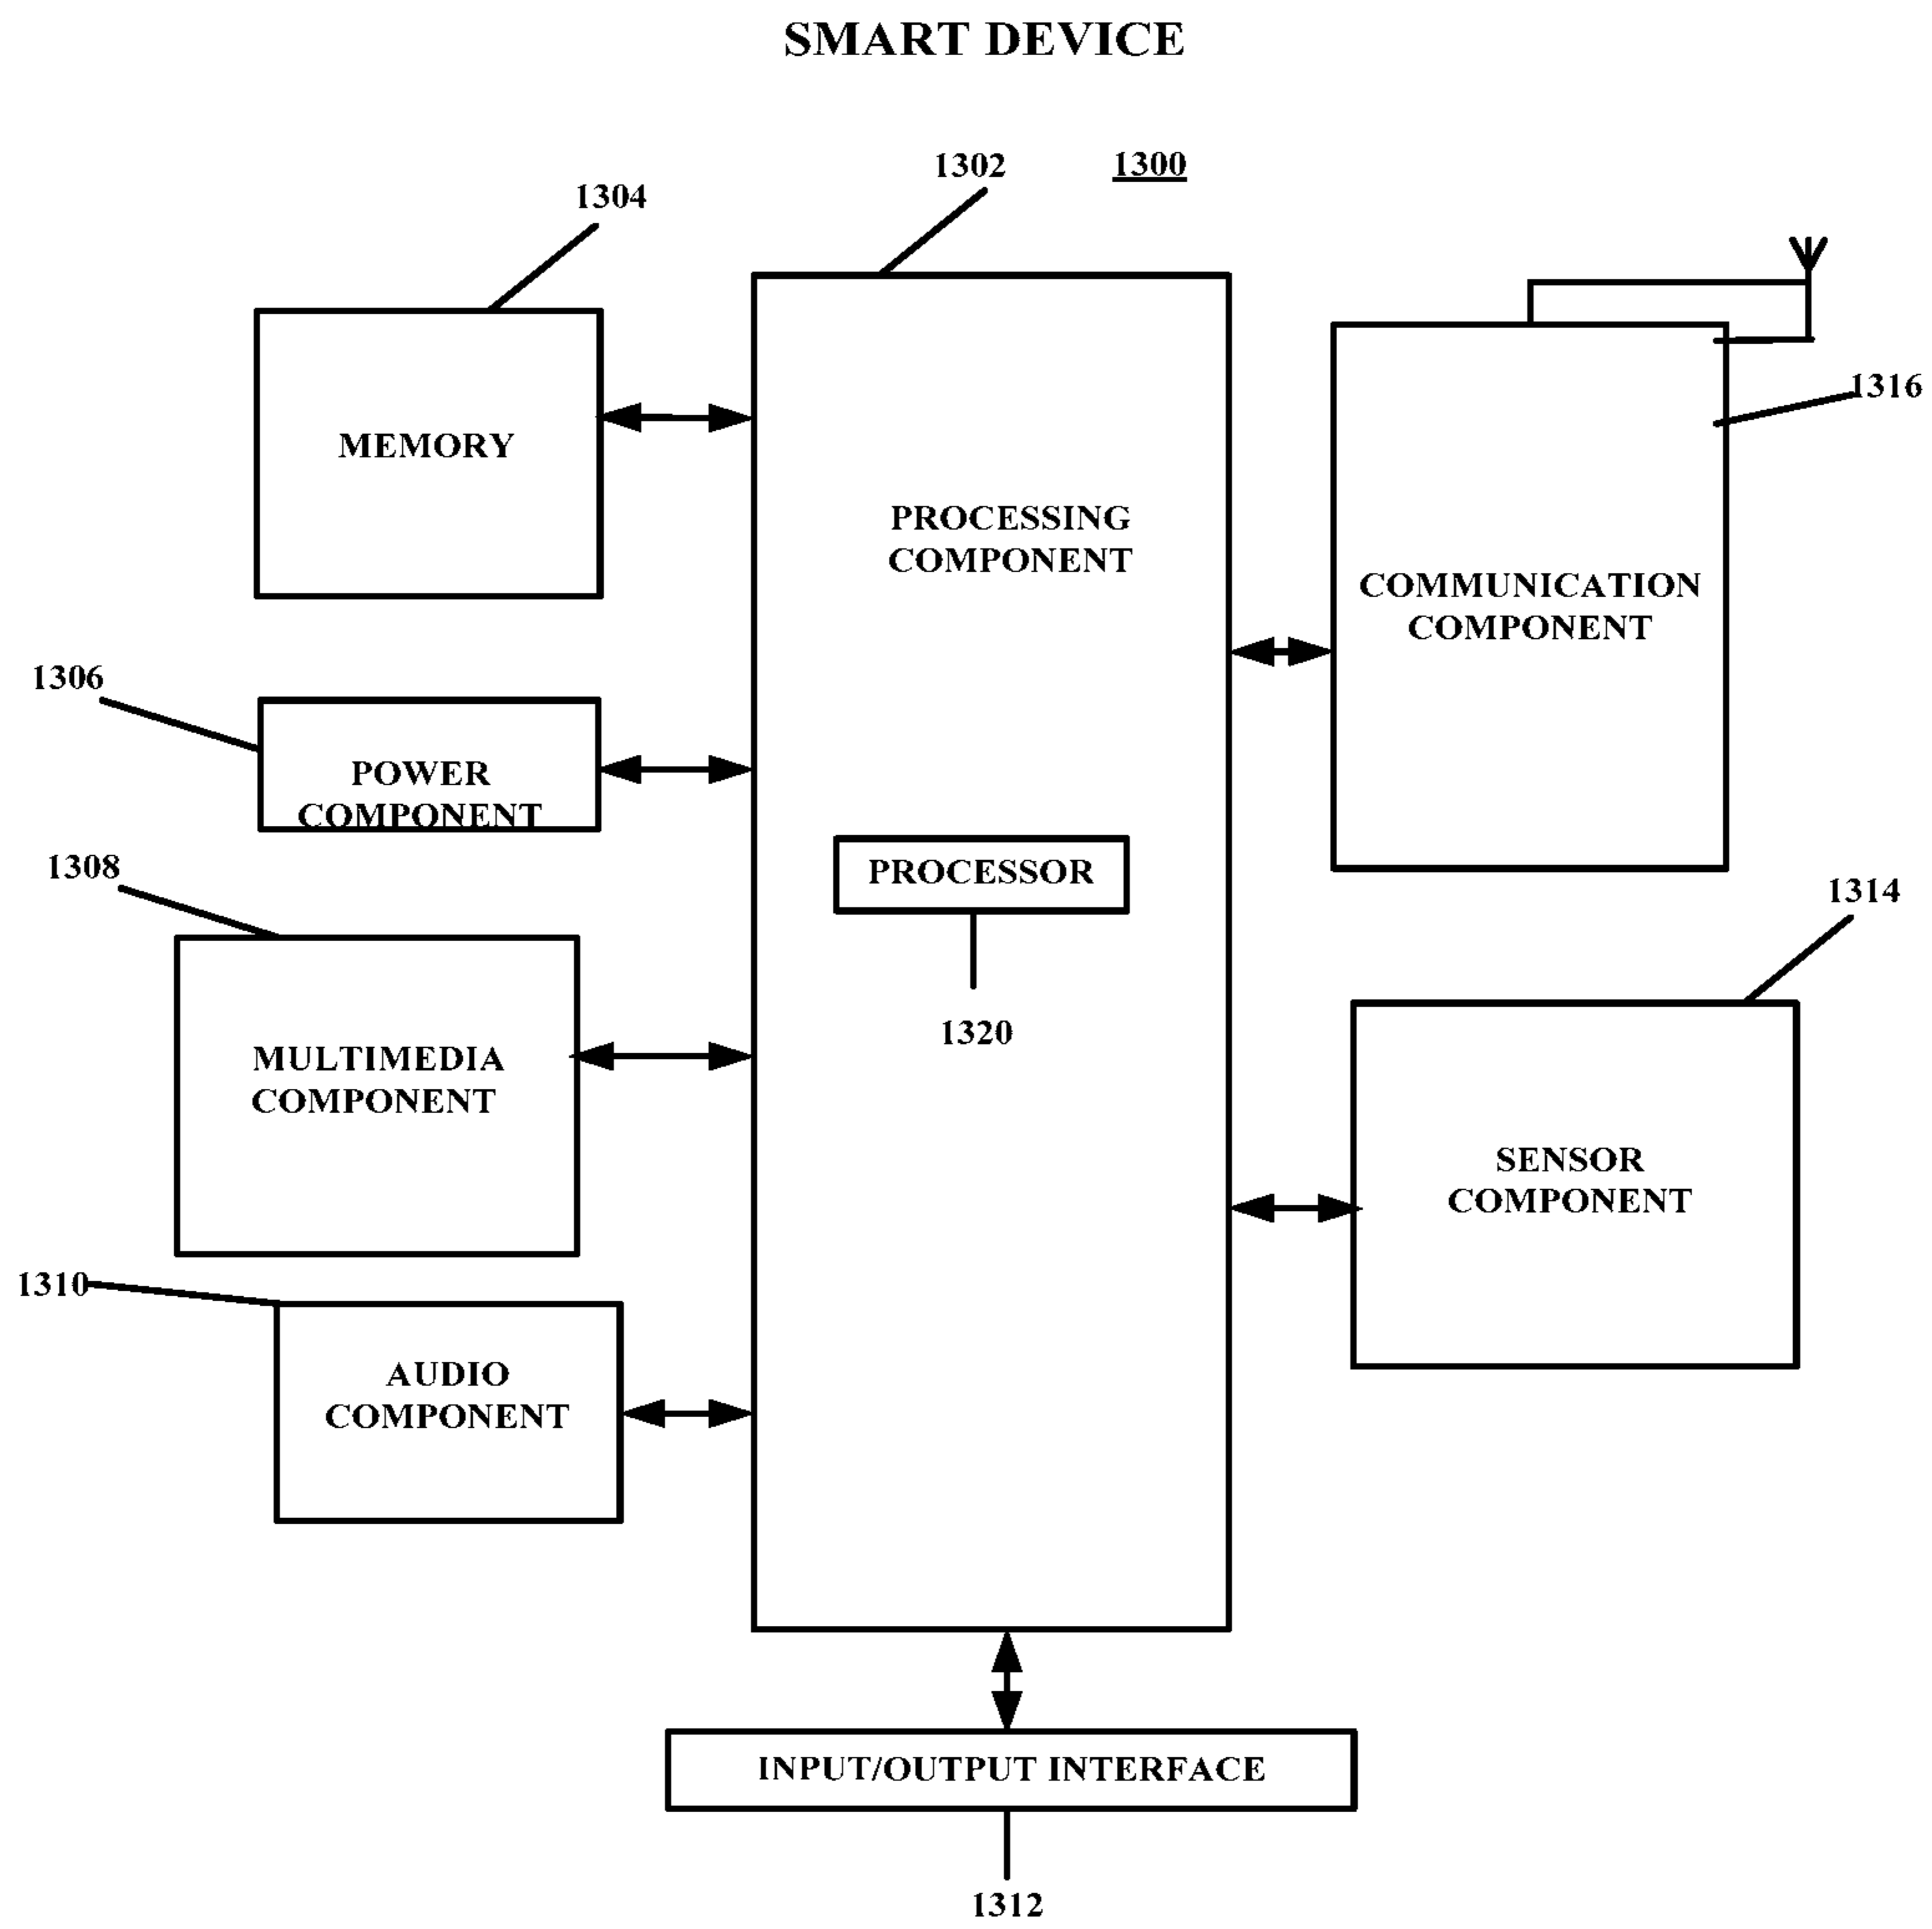 SMART DEVICE
1302
1300
1304
1316
MEMORY
PROCESSING
COMPONENT
COMMUNICATION
COMPONENT
1306
POWER
COMPONENT
1308
PROCESSOR
1314
1320
MULTIMEDIA
COMPONENT
SENSOR
COMPONENT
1310
AUDIO
COMPONENT
INPUT/OUTPUT INTERFACE
1312